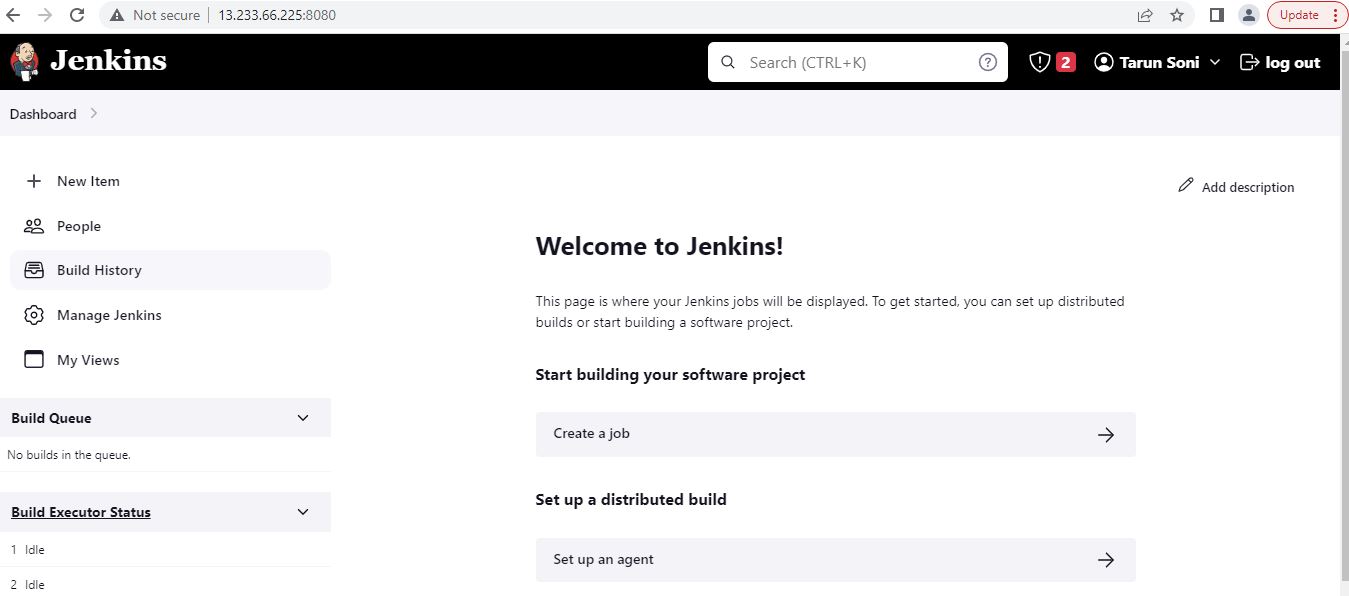 Not secure 13.233.66.225:8080 Update
Jenkins Search (CTRL+K) ? 2 Tarun Soni log out
Dashboard
New Item
Add description
People
Welcome to Jenkins!
Build History
This page is where your Jenkins jobs will be displayed. To get started, you can set up distributed
builds or start building a software project.
Manage Jenkins
My Views
Start building your software project
Build Queue
Create a job
No builds in the queue.
Set up a distributed build
Build Executor Status
1 Idle
Set up an agent
2 Idle